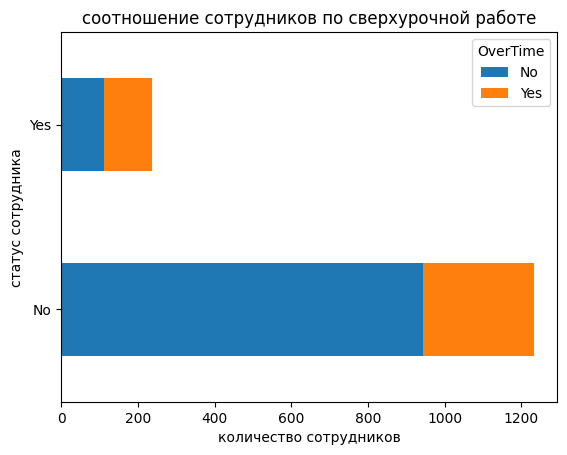 соотношение сотрудников по сверхурочной работе
OverTime
No
Yes
Yes
No
статус сотрудника
0 200 400 600 800 1000 1200
количество сотрудников